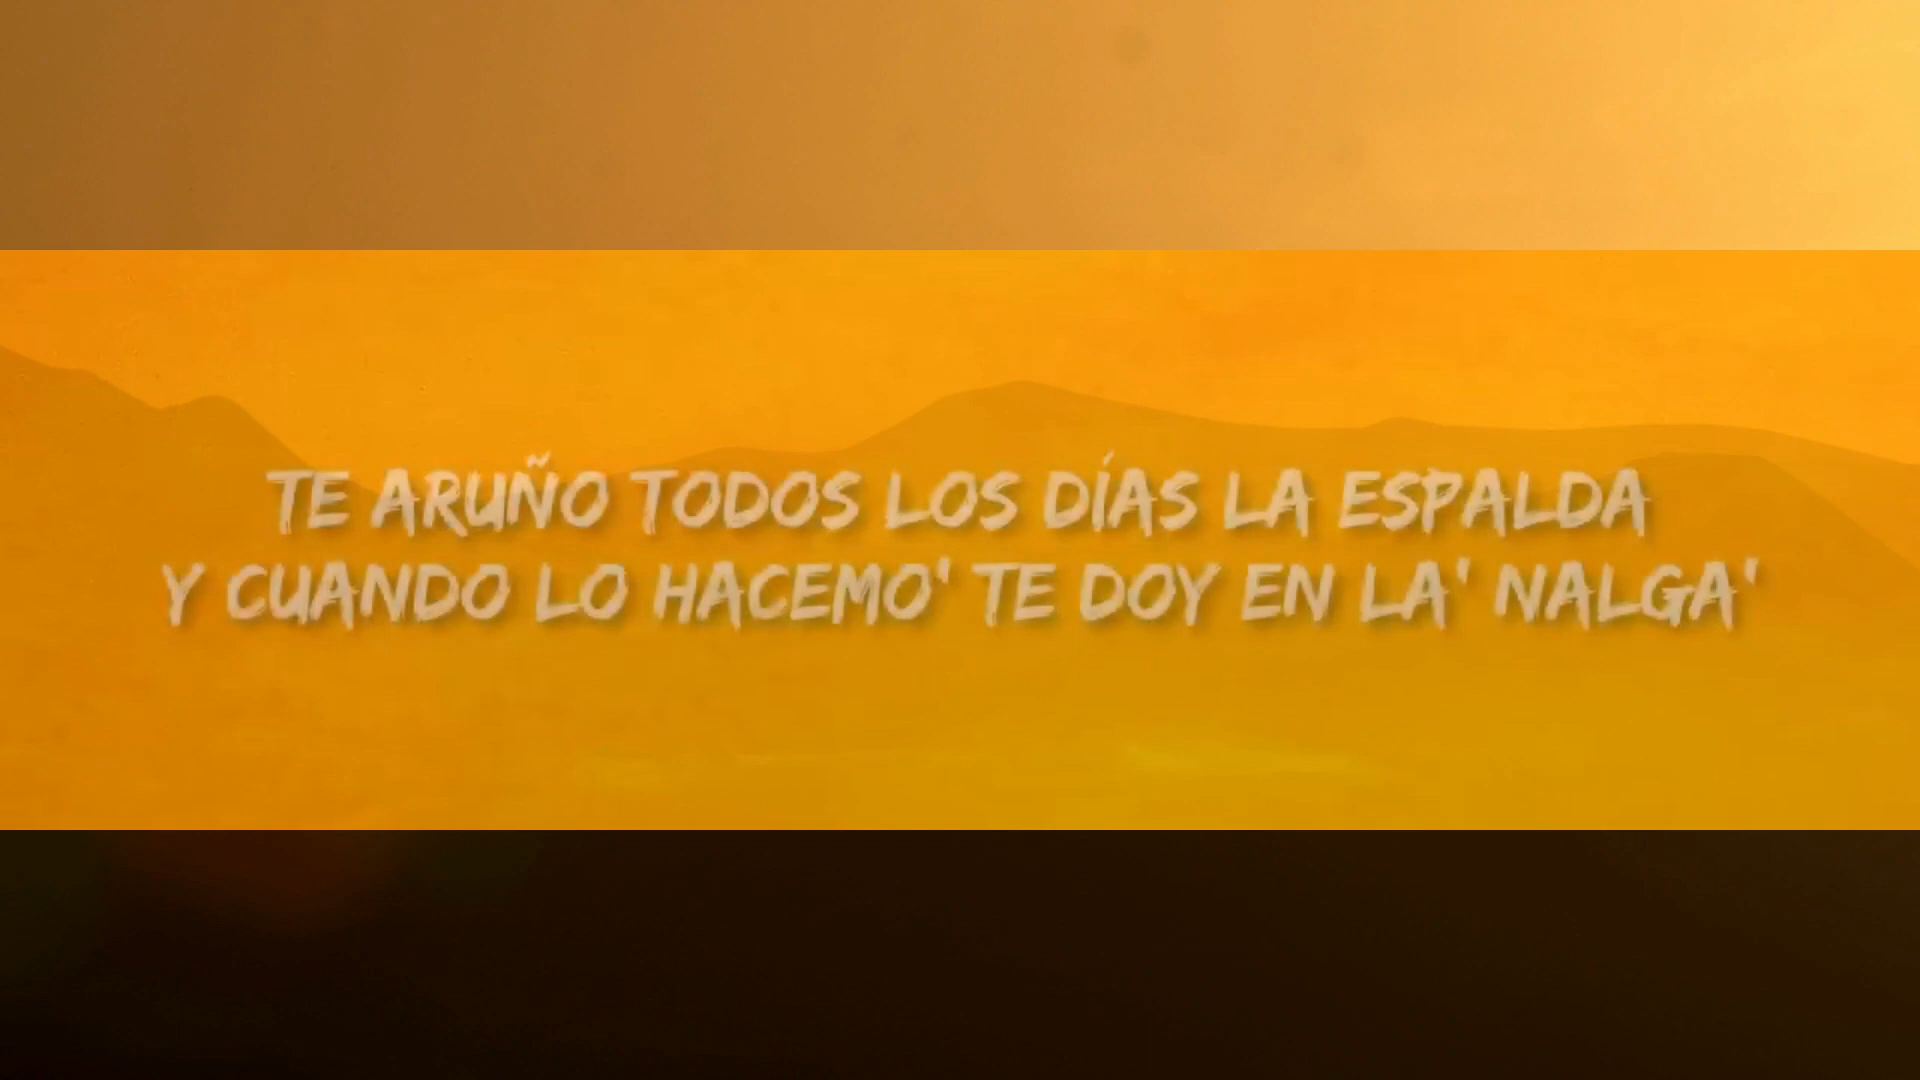 TE ARUÑO TODOS LOS DÍAS LA ESPALDA
Y CUANDO LO HACEMO' TE DOY EN LA' NALGA'